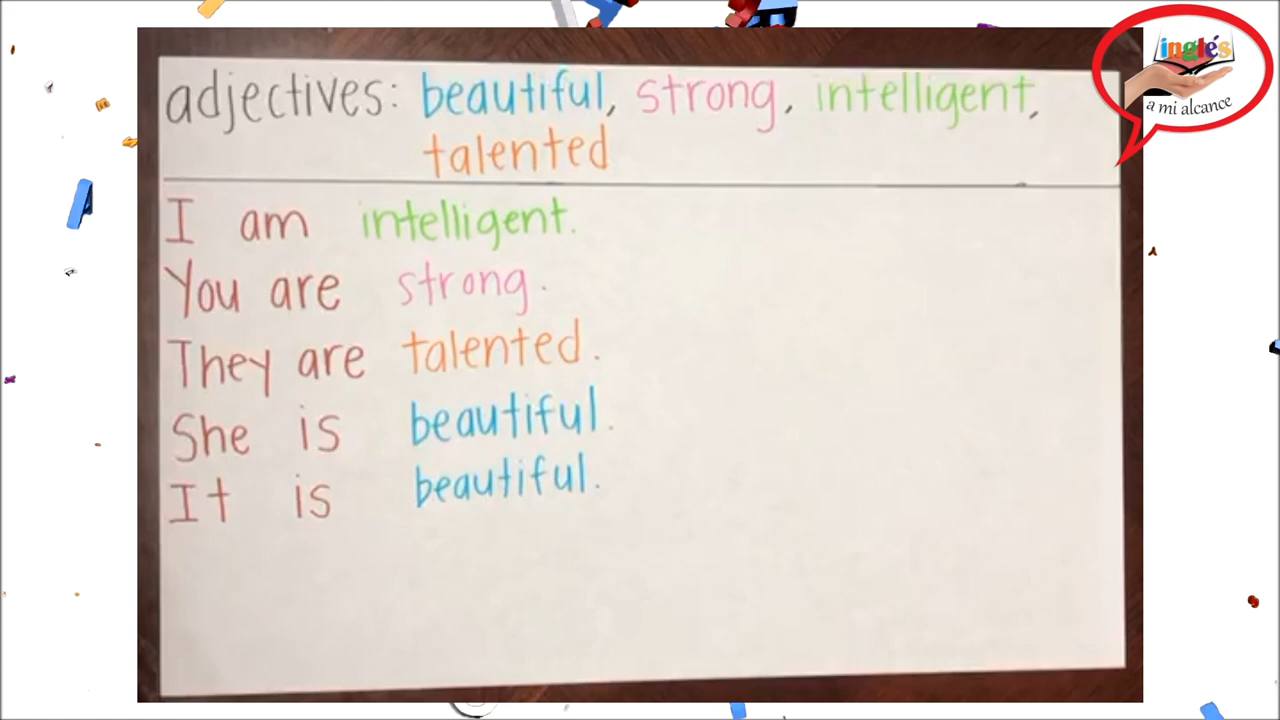 adjectives: beautiful, strong, intelligent,
talented
I am intelligent.
You are strong.
They are talented.
She is beautiful.
It is beautiful.
inglés
a mi alcance